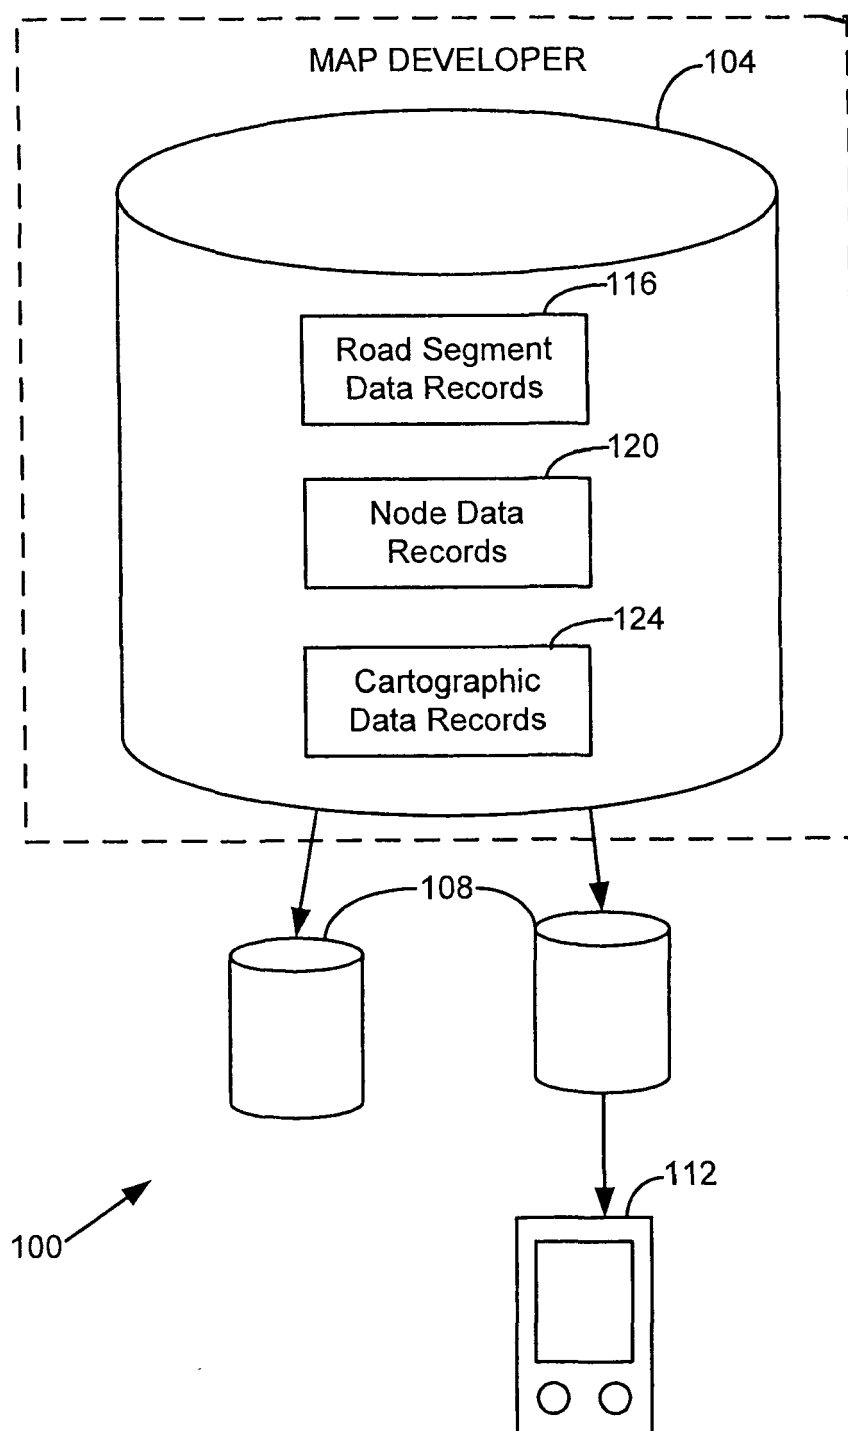 MAP DEVELOPER
104
116
Road Segment
Data Records
120
Node Data
Records
124
Cartographic
Data Records
108
112
100